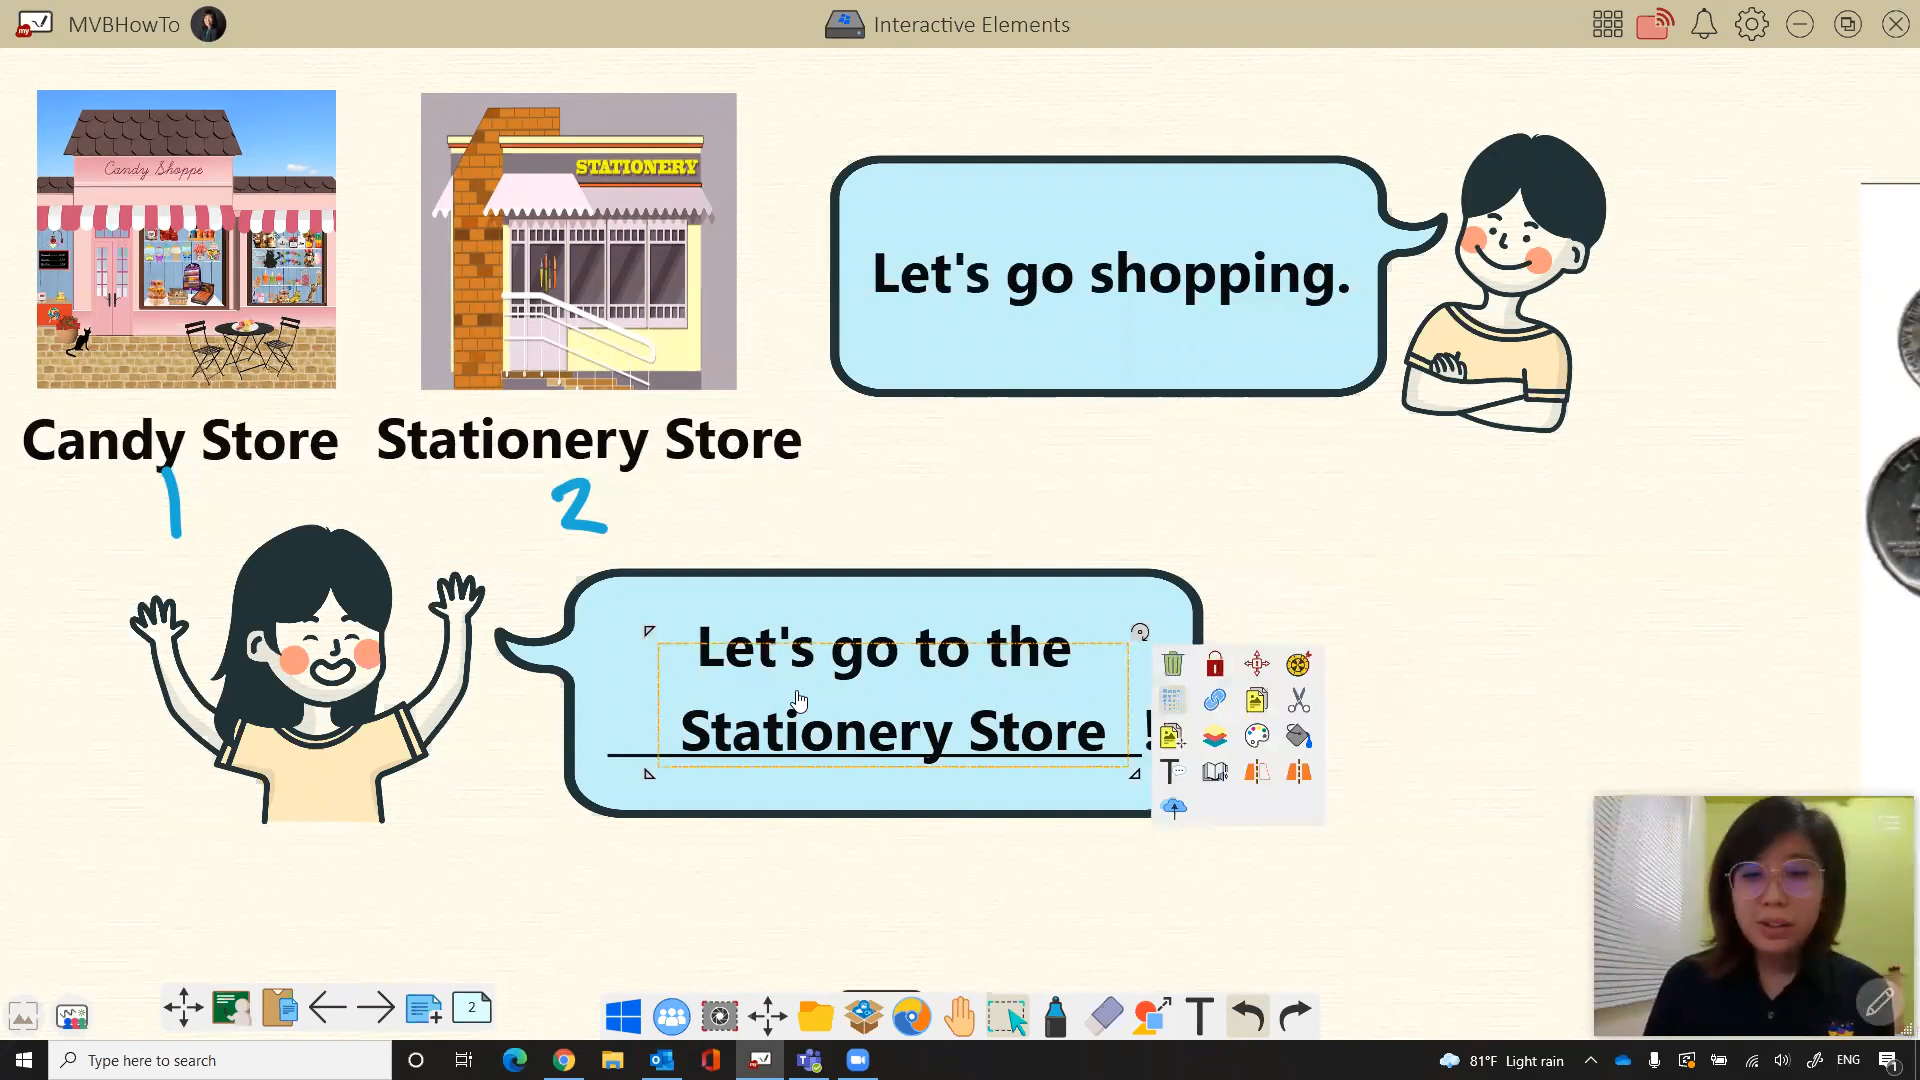 MVBHowTo
Interactive Elements
Candy Shoppe
STATIONERY
Let's go shopping.
Candy Store
Stationery Store
1
2
Let's go to the
Stationery Store !
2
Type here to search
81°F Light rain
ENG
1